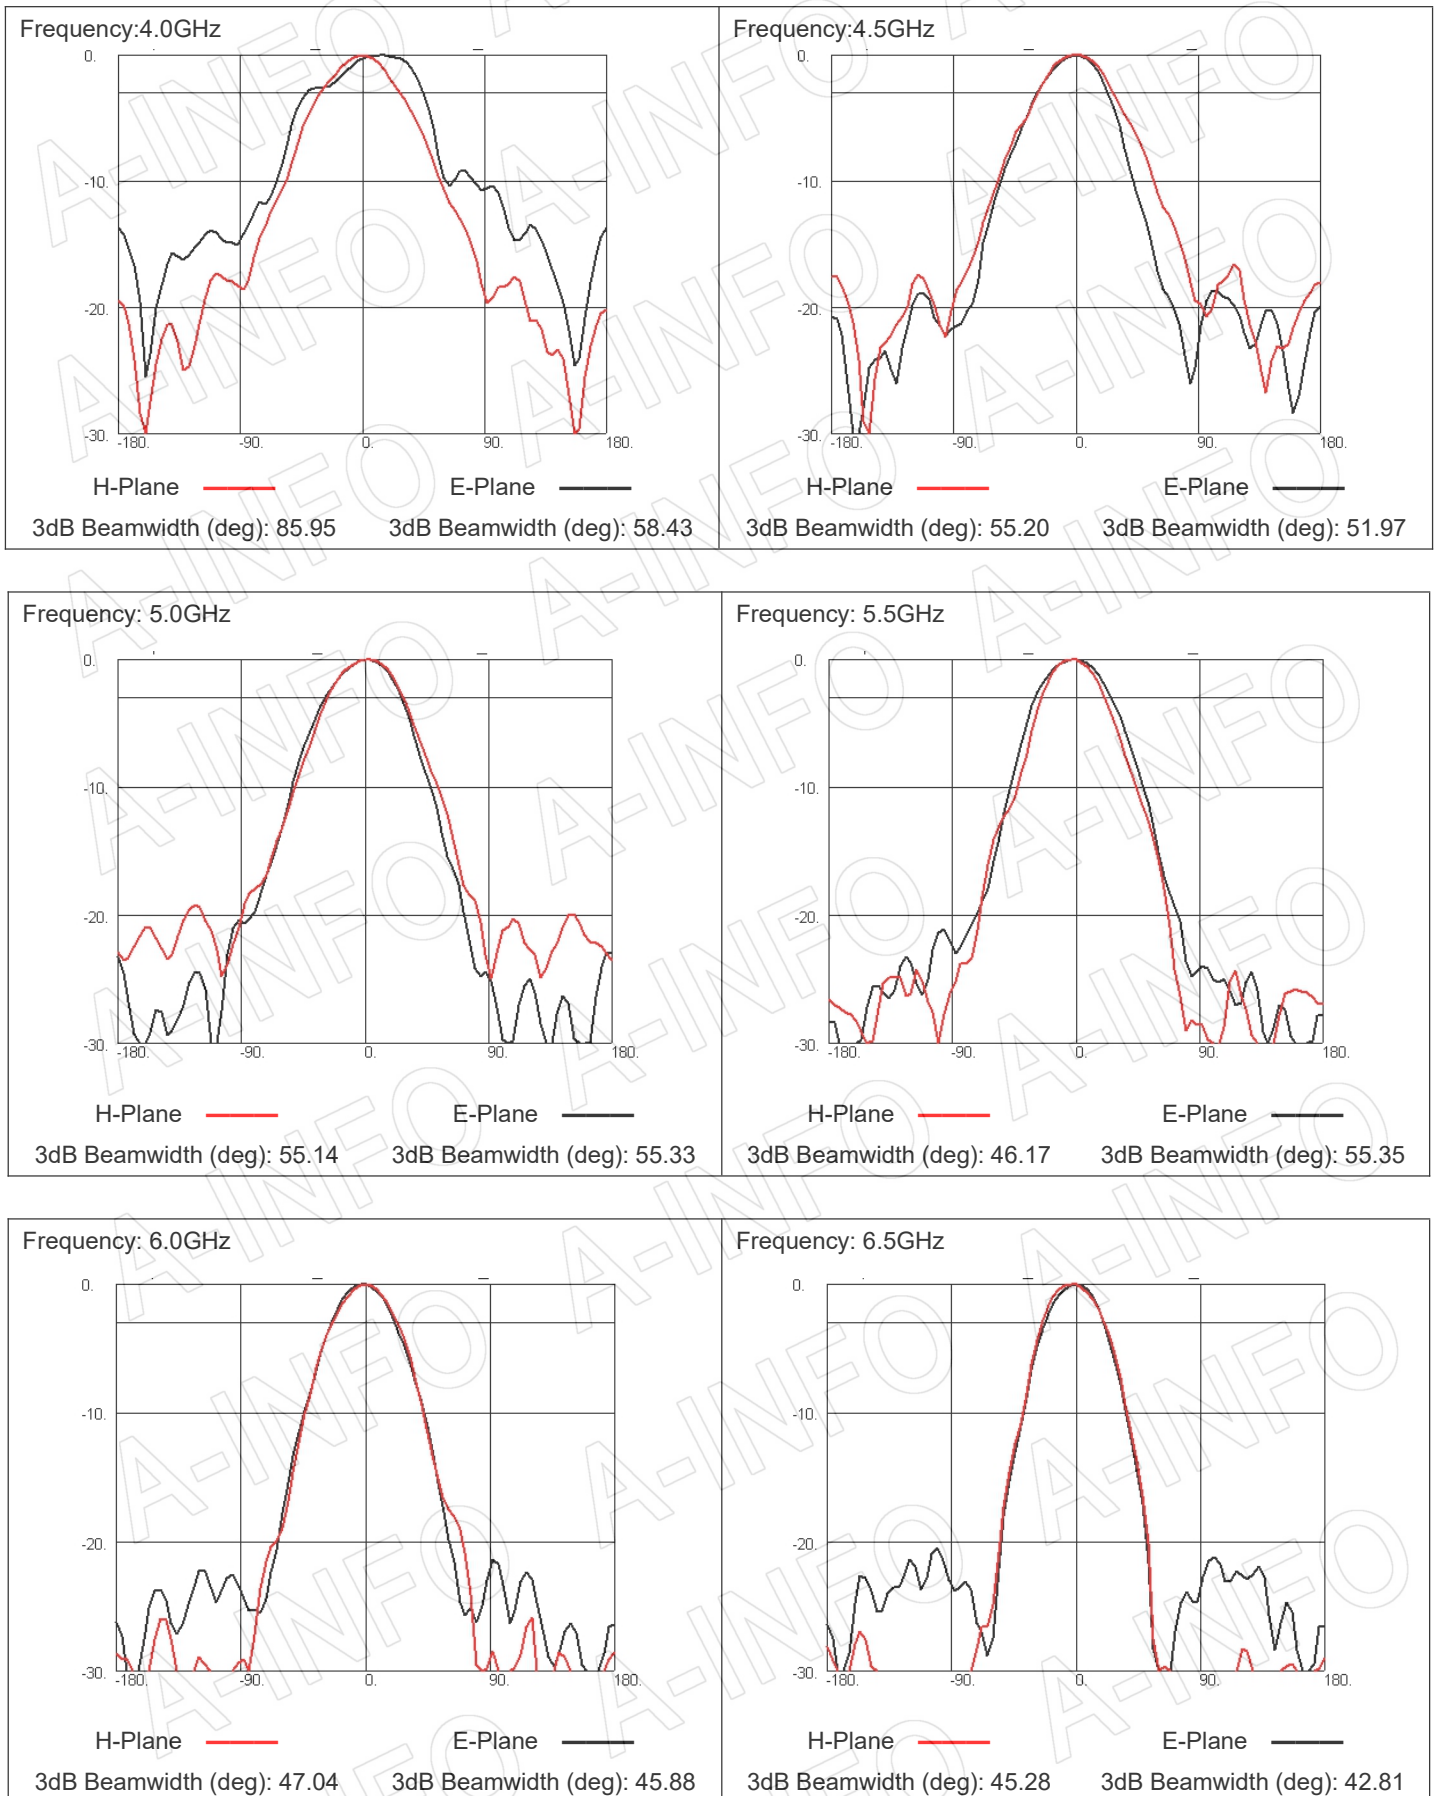 Frequency:4.0GHz
0.
-10.
-20.
-30.
-180. -90. 0. 90. 180.
H-Plane E-Plane
3dB Beamwidth (deg): 85.95 3dB Beamwidth (deg): 58.43
Frequency:4.5GHz
0.
-10.
-20.
-30.
-180. -90. 0. 90. 180.
H-Plane E-Plane
3dB Beamwidth (deg): 55.20 3dB Beamwidth (deg): 51.97
Frequency: 5.0GHz
0.
-10.
-20.
-30.
-180. -90. 0. 90. 180.
H-Plane E-Plane
3dB Beamwidth (deg): 55.14 3dB Beamwidth (deg): 55.33
Frequency: 5.5GHz
0.
-10.
-20.
-30.
-180. -90. 0. 90. 180.
H-Plane E-Plane
3dB Beamwidth (deg): 46.17 3dB Beamwidth (deg): 55.35
Frequency: 6.0GHz
0.
-10.
-20.
-30.
-180. -90. 0. 90. 180.
H-Plane E-Plane
3dB Beamwidth (deg): 47.04 3dB Beamwidth (deg): 45.88
Frequency: 6.5GHz
0.
-10.
-20.
-30.
-180. -90. 0. 90. 180.
H-Plane E-Plane
3dB Beamwidth (deg): 45.28 3dB Beamwidth (deg): 42.81
A-INFO